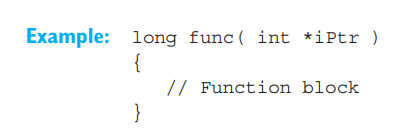 Example: long func( int *iPtr )
{
// Function block
}